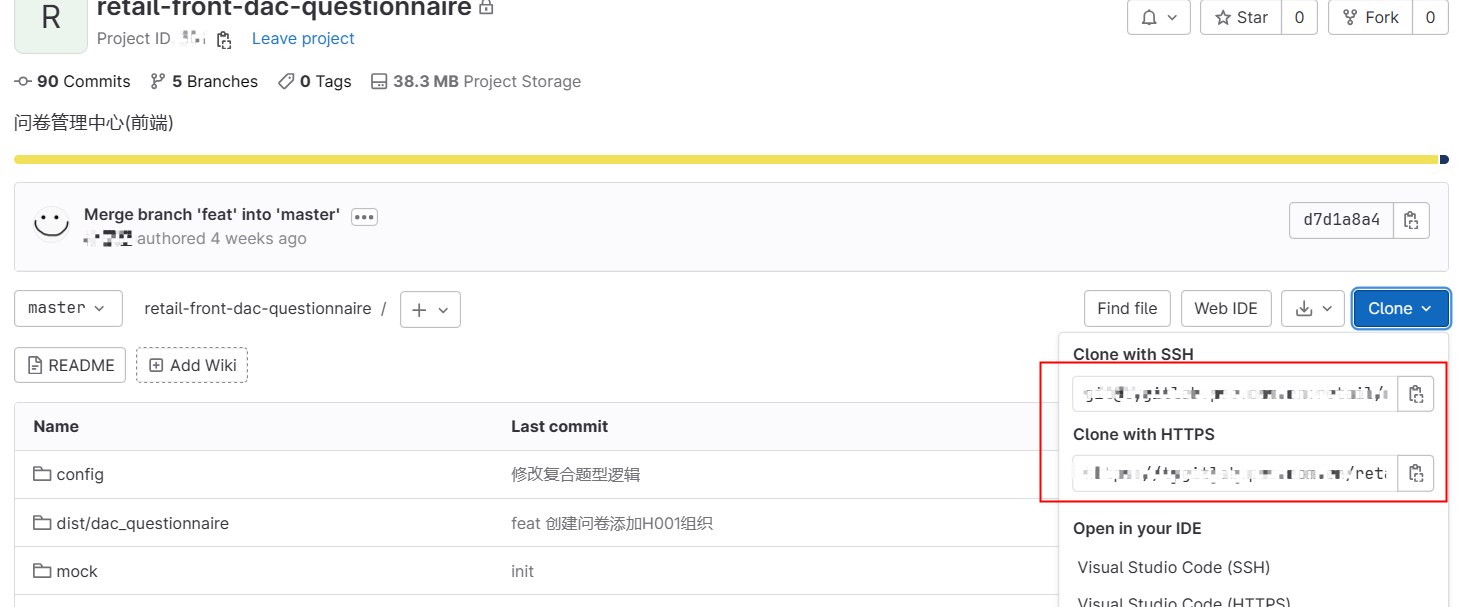 R
retail-front-dac-questionnaire
Project ID
Leave project
Star
0
Fork
0
90 Commits
5 Branches
0 Tags
38.3 MB Project Storage
问卷管理中心(前端)
Merge branch 'feat' into 'master'
authored 4 weeks ago
d7d1a8a4
master
retail-front-dac-questionnaire /
Find file
Web IDE
Clone
README
Add Wiki
Clone with SSH
Clone with HTTPS
Open in your IDE
Visual Studio Code (SSH)
Visual Studio Code (HTTPS)
Name
Last commit
config
修改复合题型逻辑
dist/dac_questionnaire
feat 创建问卷添加H001组织
mock
init